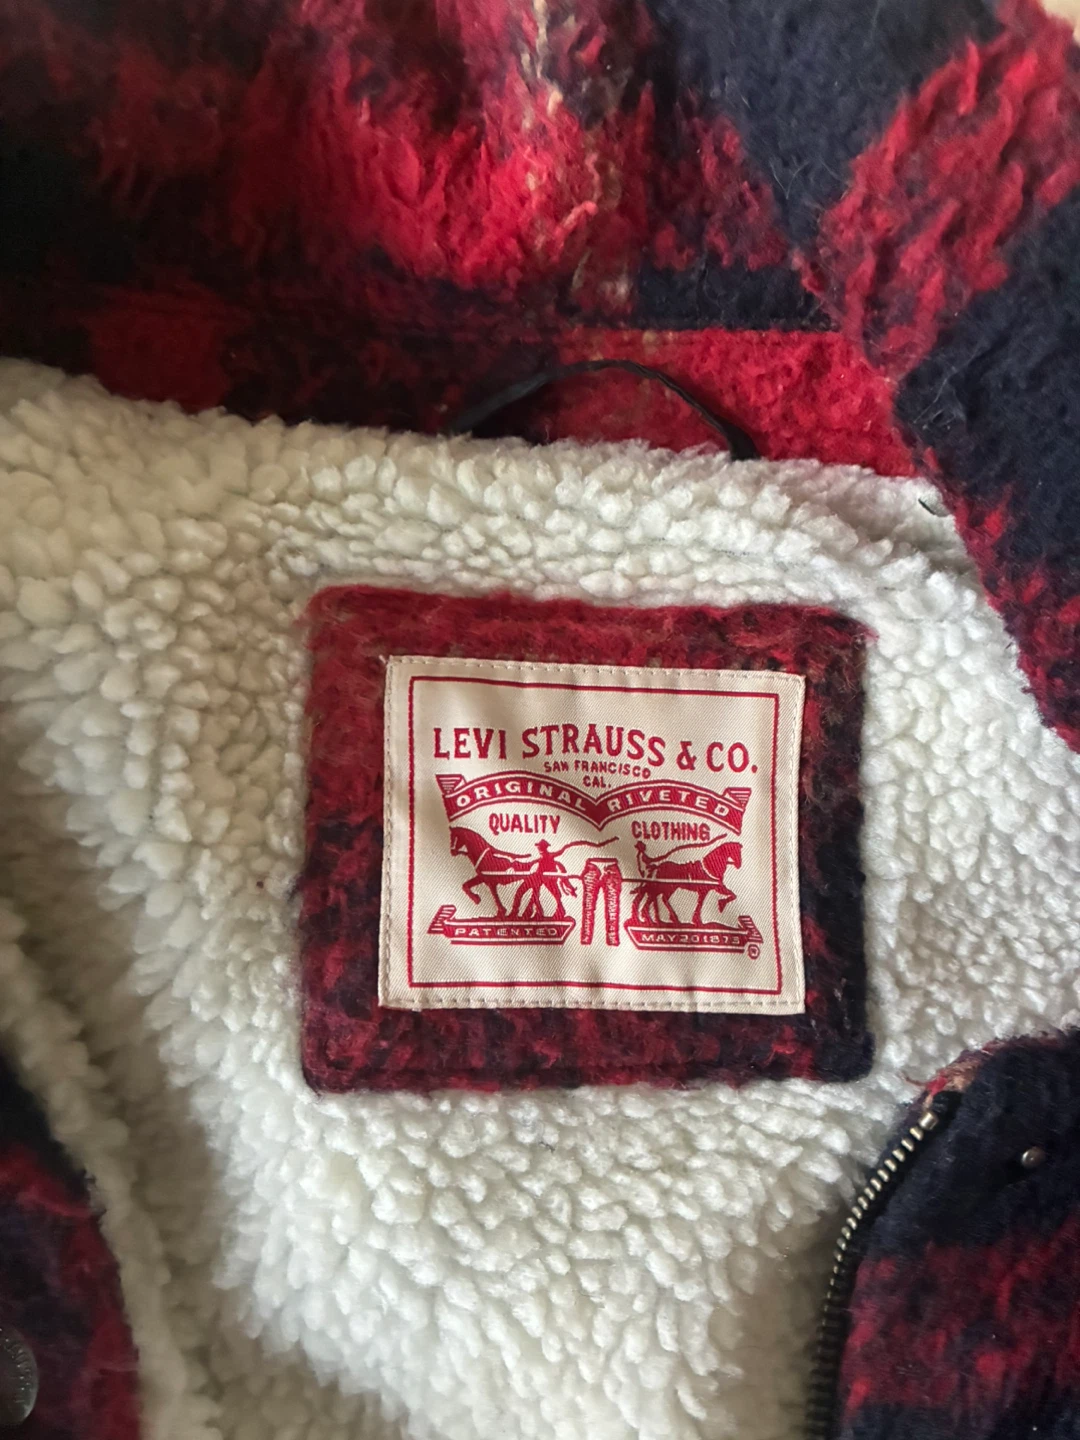 LEVI STRAUSS & CO.
SAN FRANCISCO
CAL.
ORIGINAL RIVETED
QUALITY CLOTHING
PATENTED MAY 20 1873
®